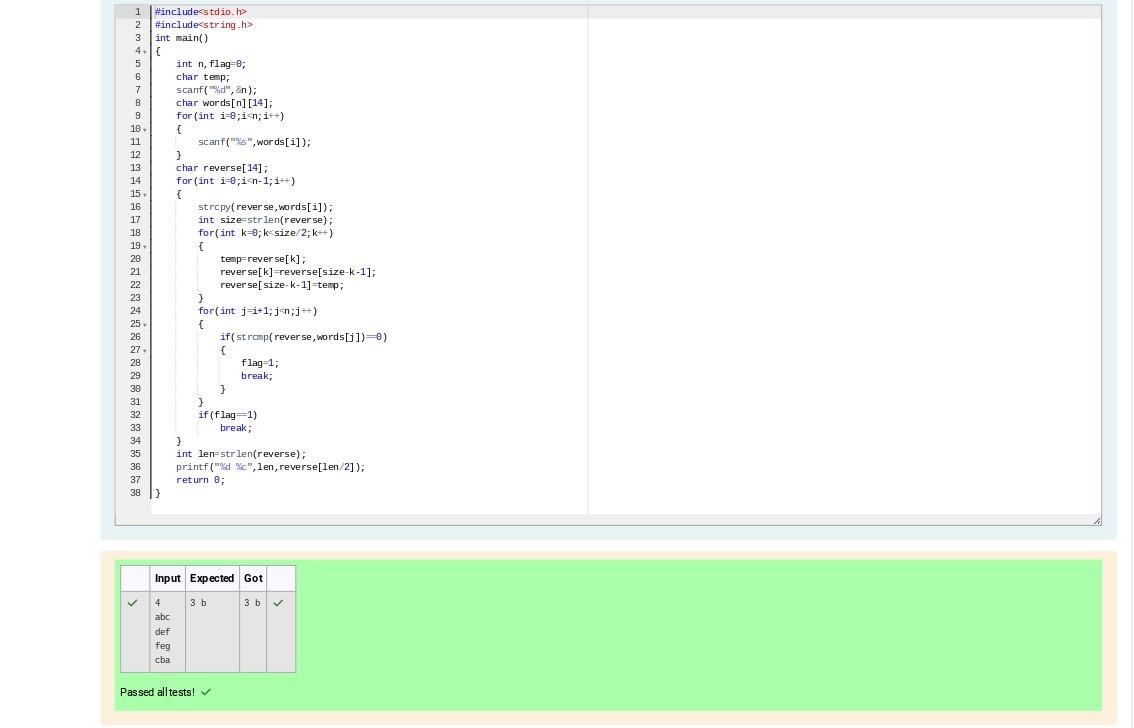 1 #include<stdio.h>
2 #include<string.h>
3 int main()
4 {
5     int n,flag=0;
6     char temp;
7     scanf("%d",&n);
8     char words[n][14];
9     for(int i=0;i<n;i++)
10     {
11         scanf("%s",words[i]);
12     }
13     char reverse[14];
14     for(int i=0;i<n-1;i++)
15     {
16         strcpy(reverse,words[i]);
17         int size=strlen(reverse);
18         for(int k=0;k<size/2;k++)
19         {
20             temp=reverse[k];
21             reverse[k]=reverse[size-k-1];
22             reverse[size-k-1]=temp;
23         }
24         for(int j=i+1;j<n;j++)
25         {
26             if(strcmp(reverse,words[j])==0)
27             {
28                 flag=1;
29                 break;
30             }
31         }
32         if(flag==1)
33             break;
34     }
35     int len=strlen(reverse);
36     printf("%d %c",len,reverse[len/2]);
37     return 0;
38 }
Input Expected Got
4 3 b 3 b
abc
def
feg
cba
Passed all tests!